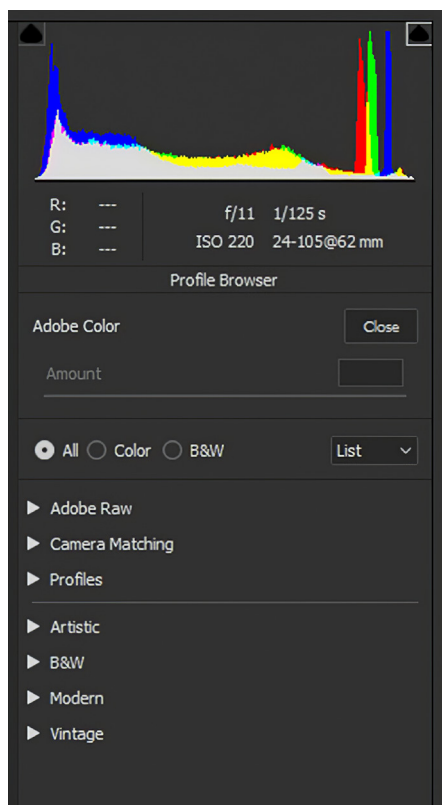 R: ---
G: ---
B: ---
f/11 1/125 s
ISO 220 24-105@62 mm
Profile Browser
Adobe Color Close
Amount
All Color B&W List
Adobe Raw
Camera Matching
Profiles
Artistic
B&W
Modern
Vintage